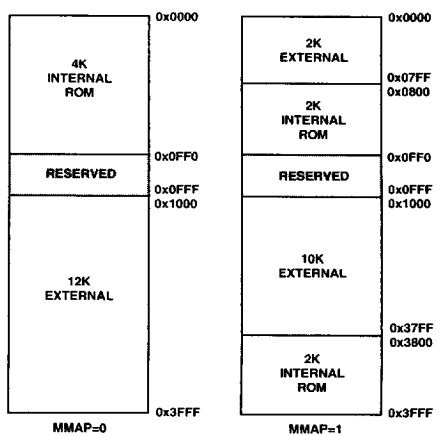 0x0000
4K
INTERNAL
ROM
0x0FF0
RESERVED
0x0FFF
0x1000
12K
EXTERNAL
0x3FFF
MMAP=0
0x0000
2K
EXTERNAL
0x07FF
0x0800
2K
INTERNAL
ROM
0x0FF0
RESERVED
0x0FFF
0x1000
10K
EXTERNAL
0x37FF
0x3800
2K
INTERNAL
ROM
0x3FFF
MMAP=1